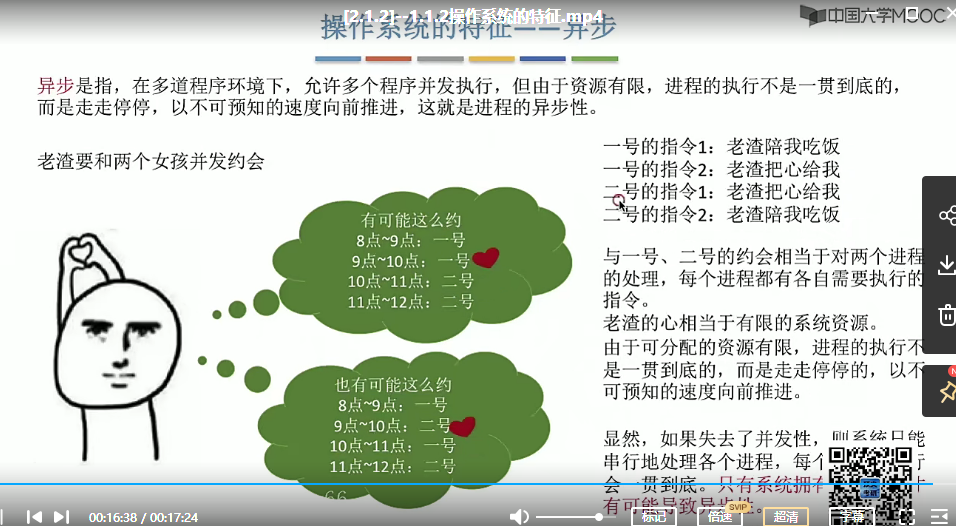 [2.1.2]--1.1.2操作系统的特征.mp4
中国大学MOOC
操作系统的特征——异步
异步是指，在多道程序环境下，允许多个程序并发执行，但由于资源有限，进程的执行不是一贯到底的，
而是走走停停，以不可预知的速度向前推进，这就是进程的异步性。
老渣要和两个女孩并发约会
有可能这么约
8点~9点：一号
9点~10点：一号
10点~11点：二号
11点~12点：二号
也有可能这么约
8点~9点：一号
9点~10点：二号
10点~11点：一号
11点~12点：二号
一号的指令1：老渣陪我吃饭
一号的指令2：老渣把心给我
二号的指令1：老渣把心给我
二号的指令2：老渣陪我吃饭
与一号、二号的约会相当于对两个进程
的处理，每个进程都有各自需要执行的
指令。
老渣的心相当于有限的系统资源。
由于可分配的资源有限，进程的执行不
是一贯到底的，而是走走停停的，以不
可预知的速度向前推进。
显然，如果失去了并发性，则系统只能
串行地处理各个进程，每个
行
会一贯到底。只有系统拥有
有可能导致异步性。
66
00:16:38 / 00:17:24
标记
倍速
SVIP
超清
字幕
N